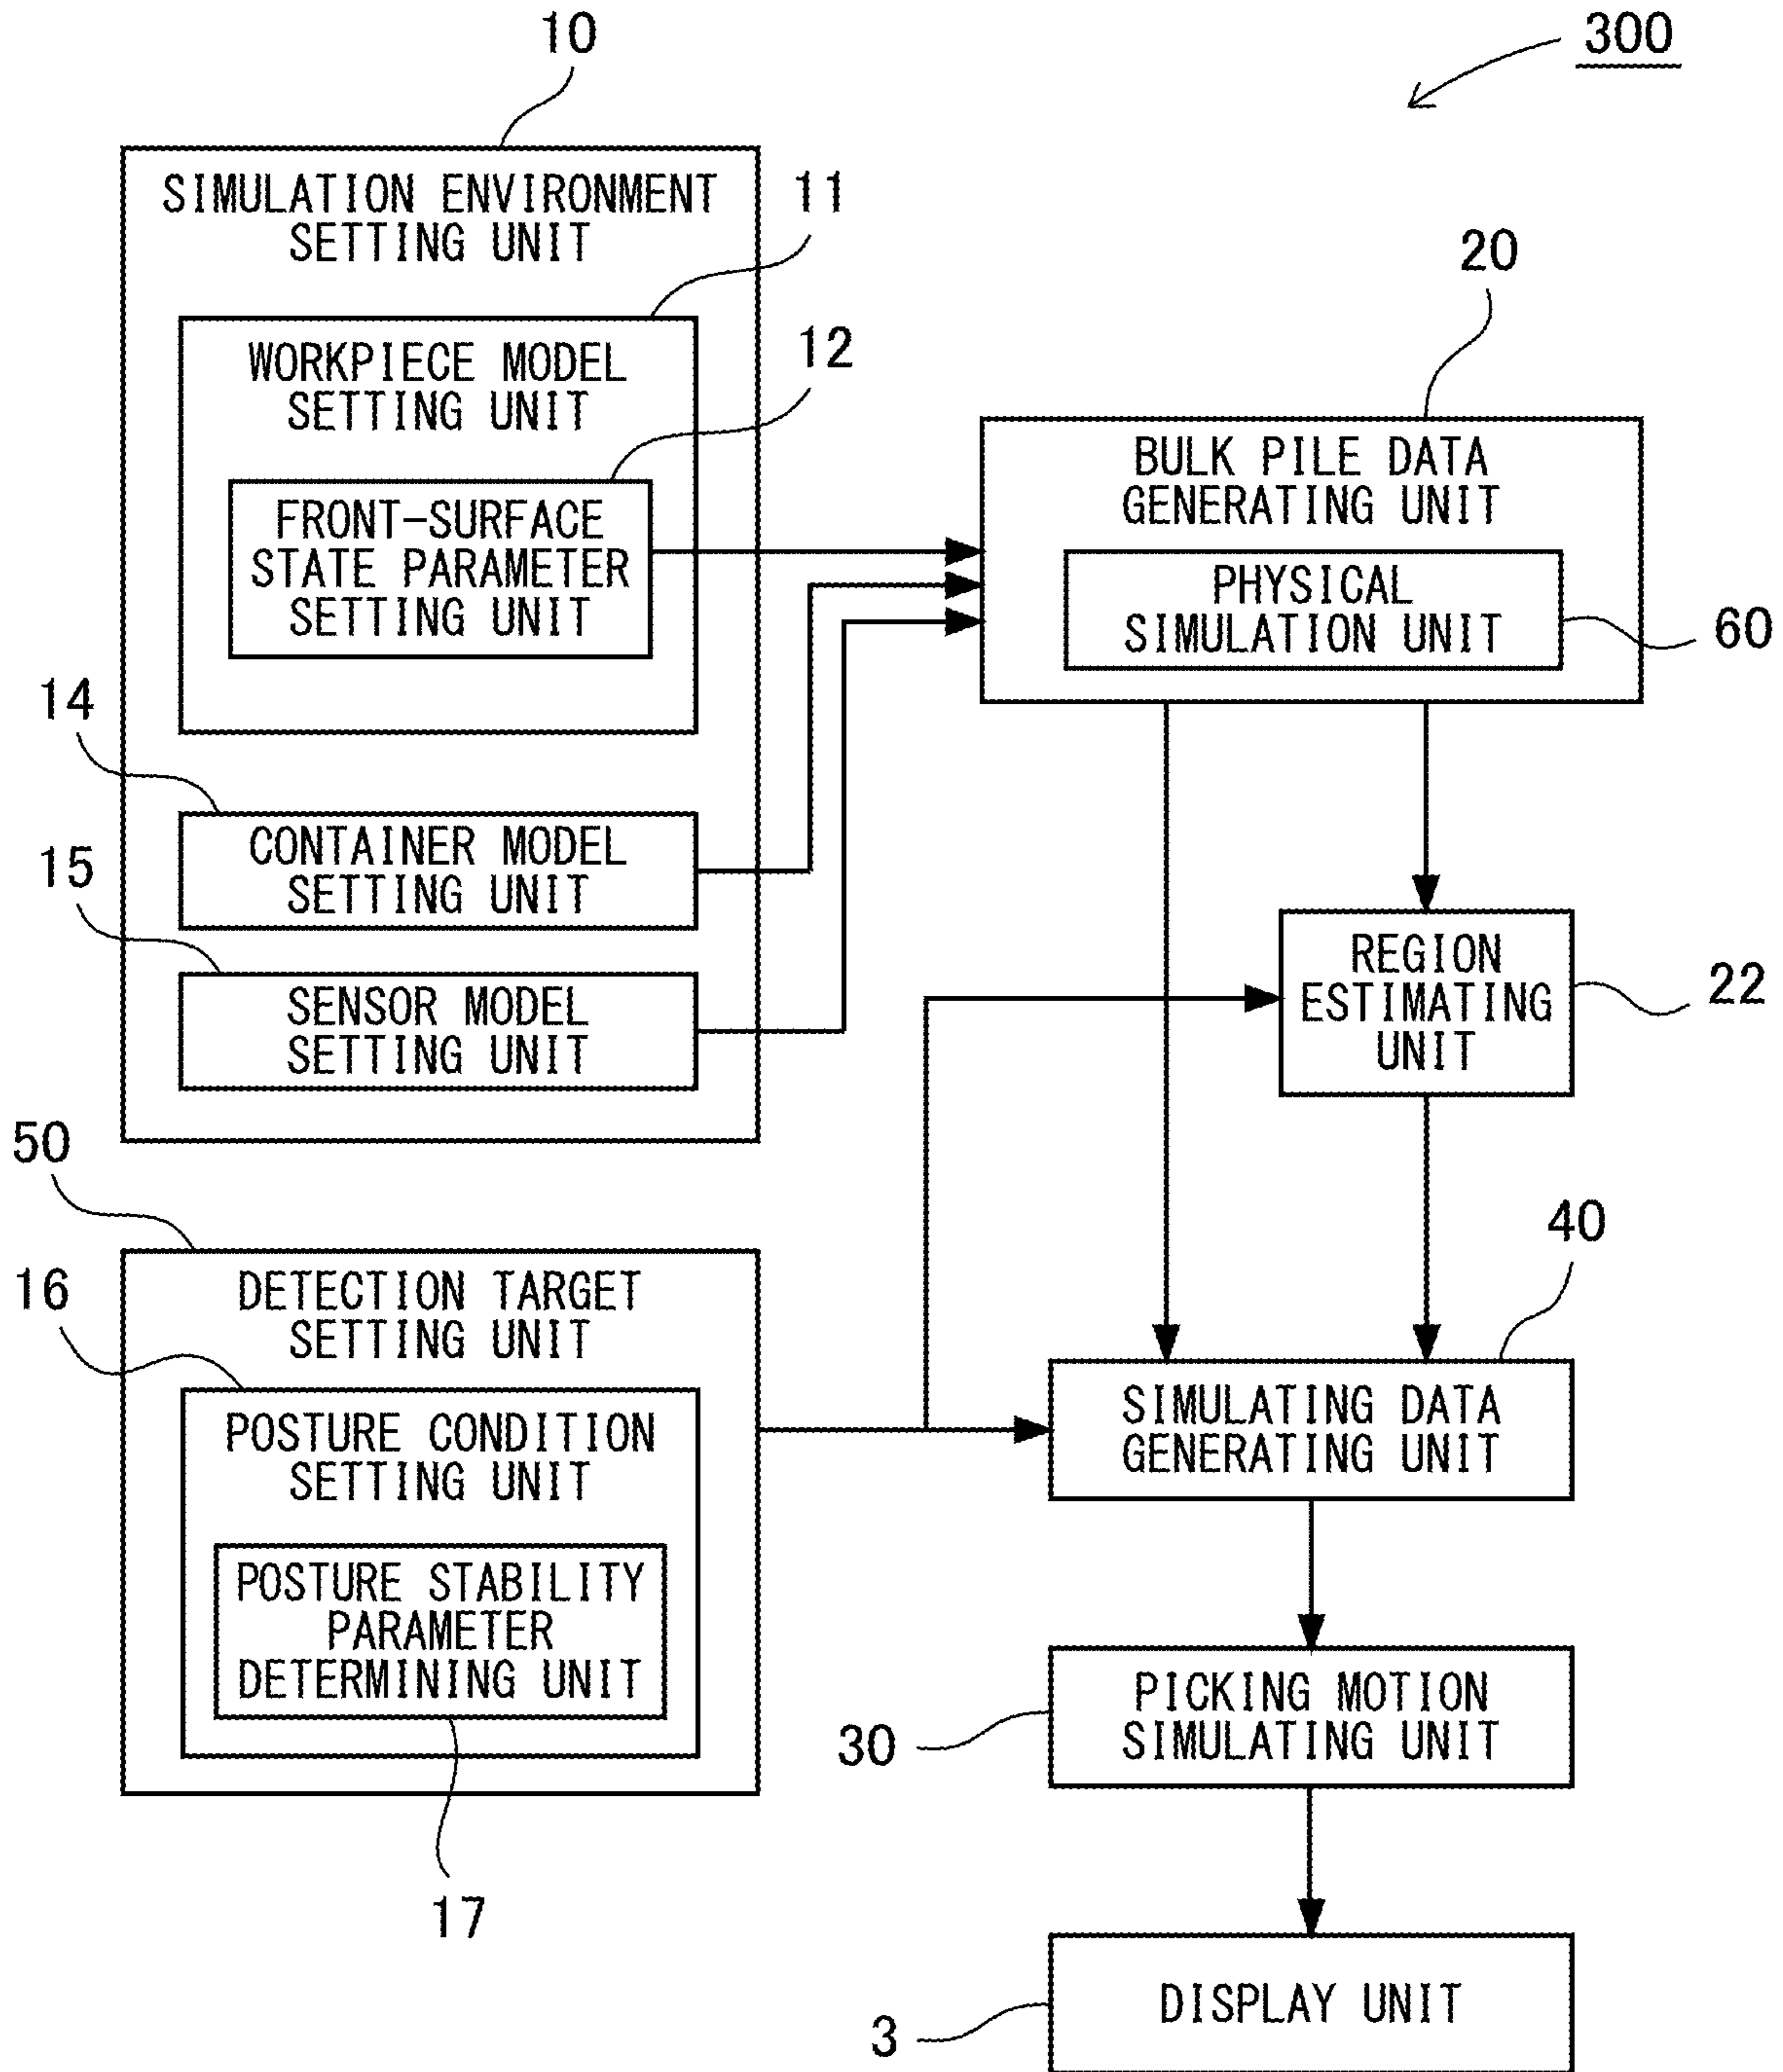 300
10
SIMULATION ENVIRONMENT
SETTING UNIT
11
WORKPIECE MODEL
SETTING UNIT
12
FRONT-SURFACE
STATE PARAMETER
SETTING UNIT
14
CONTAINER MODEL
SETTING UNIT
15
SENSOR MODEL
SETTING UNIT
20
BULK PILE DATA
GENERATING UNIT
PHYSICAL
SIMULATION UNIT
60
REGION
ESTIMATING
UNIT
22
50
DETECTION TARGET
SETTING UNIT
16
POSTURE CONDITION
SETTING UNIT
POSTURE STABILITY
PARAMETER
DETERMINING UNIT
17
40
SIMULATING DATA
GENERATING UNIT
PICKING MOTION
SIMULATING UNIT
30
DISPLAY UNIT
3